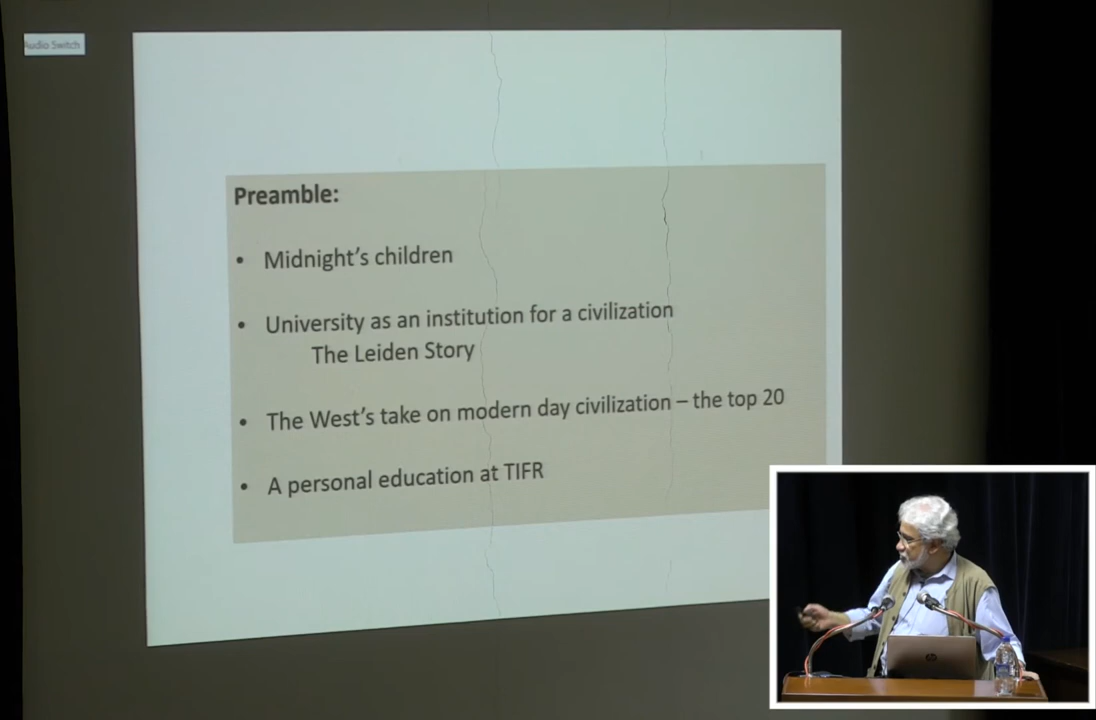 Audio Switch
Preamble:
• Midnight's children
• University as an institution for a civilization
The Leiden Story
• The West's take on modern day civilization – the top 20
• A personal education at TIFR
hp